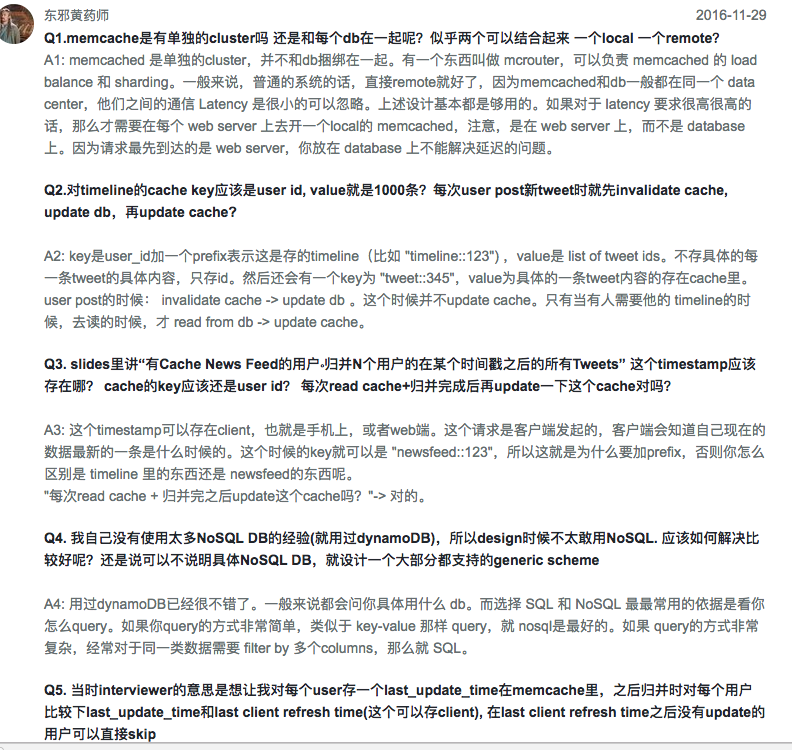 东邪黄药师
2016-11-29
Q1.memcache是有单独的cluster吗 还是和每个db在一起呢？似乎两个可以结合起来 一个local 一个remote?
A1: memcached 是单独的cluster，并不和db捆绑在一起。有一个东西叫做 mcrouter，可以负责 memcached 的 load
balance 和 sharding。一般来说，普通的系统的话，直接remote就好了，因为memcached和db一般都在同一个 data
center，他们之间的通信 Latency 是很小的可以忽略。上述设计基本都是够用的。如果对于 latency 要求很高很高的
话，那么才需要在每个 web server 上去开一个local的 memcached，注意，是在 web server 上，而不是 database
上。因为请求最先到达的是 web server，你放在 database 上不能解决延迟的问题。
Q2.对timeline的cache key应该是user id, value就是1000条？每次user post新tweet时就先invalidate cache,
update db，再update cache?
A2: key是user_id加一个prefix表示这是存的timeline（比如 "timeline::123"），value是 list of tweet ids。不存具体的每
一条tweet的具体内容，只存id。然后还会有一个key为 "tweet::345"，value为具体的一条tweet内容的存在cache里。
user post的时候： invalidate cache -> update db 。这个时候并不update cache。只有当有人需要他的 timeline的时
候，去读的时候，才 read from db -> update cache。
Q3. slides里讲“有Cache News Feed的用户◦归并N个用户的在某个时间戳之后的所有Tweets” 这个timestamp应该
存在哪？ cache的key应该还是user id？ 每次read cache+归并完成后再update一下这个cache对吗？
A3: 这个timestamp可以存在client，也就是手机上，或者web端。这个请求是客户端发起的，客户端会知道自己现在的
数据最新的一条是什么时候的。这个时候的key就可以是 "newsfeed::123"，所以这就是为什么要加prefix，否则你怎么
区别是 timeline 里的东西还是 newsfeed的东西呢。
"每次read cache + 归并完之后update这个cache吗？"-> 对的。
Q4. 我自己没有使用太多NoSQL DB的经验(就用过dynamoDB)，所以design时候不太敢用NoSQL. 应该如何解决比
较好呢？还是说可以不说明具体NoSQL DB，就设计一个大部分都支持的generic scheme
A4: 用过dynamoDB已经很不错了。一般来说都会问你具体用什么 db。而选择 SQL 和 NoSQL 最最常用的依据是看你
怎么query。如果你query的方式非常简单，类似于 key-value 那样 query，就 nosql是最好的。如果 query的方式非常
复杂，经常对于同一类数据需要 filter by 多个columns，那么就 SQL。
Q5. 当时interviewer的意思是想让我对每个user存一个last_update_time在memcache里，之后归并时对每个用户
比较下last_update_time和last client refresh time(这个可以存client), 在last client refresh time之后没有update的
用户可以直接skip